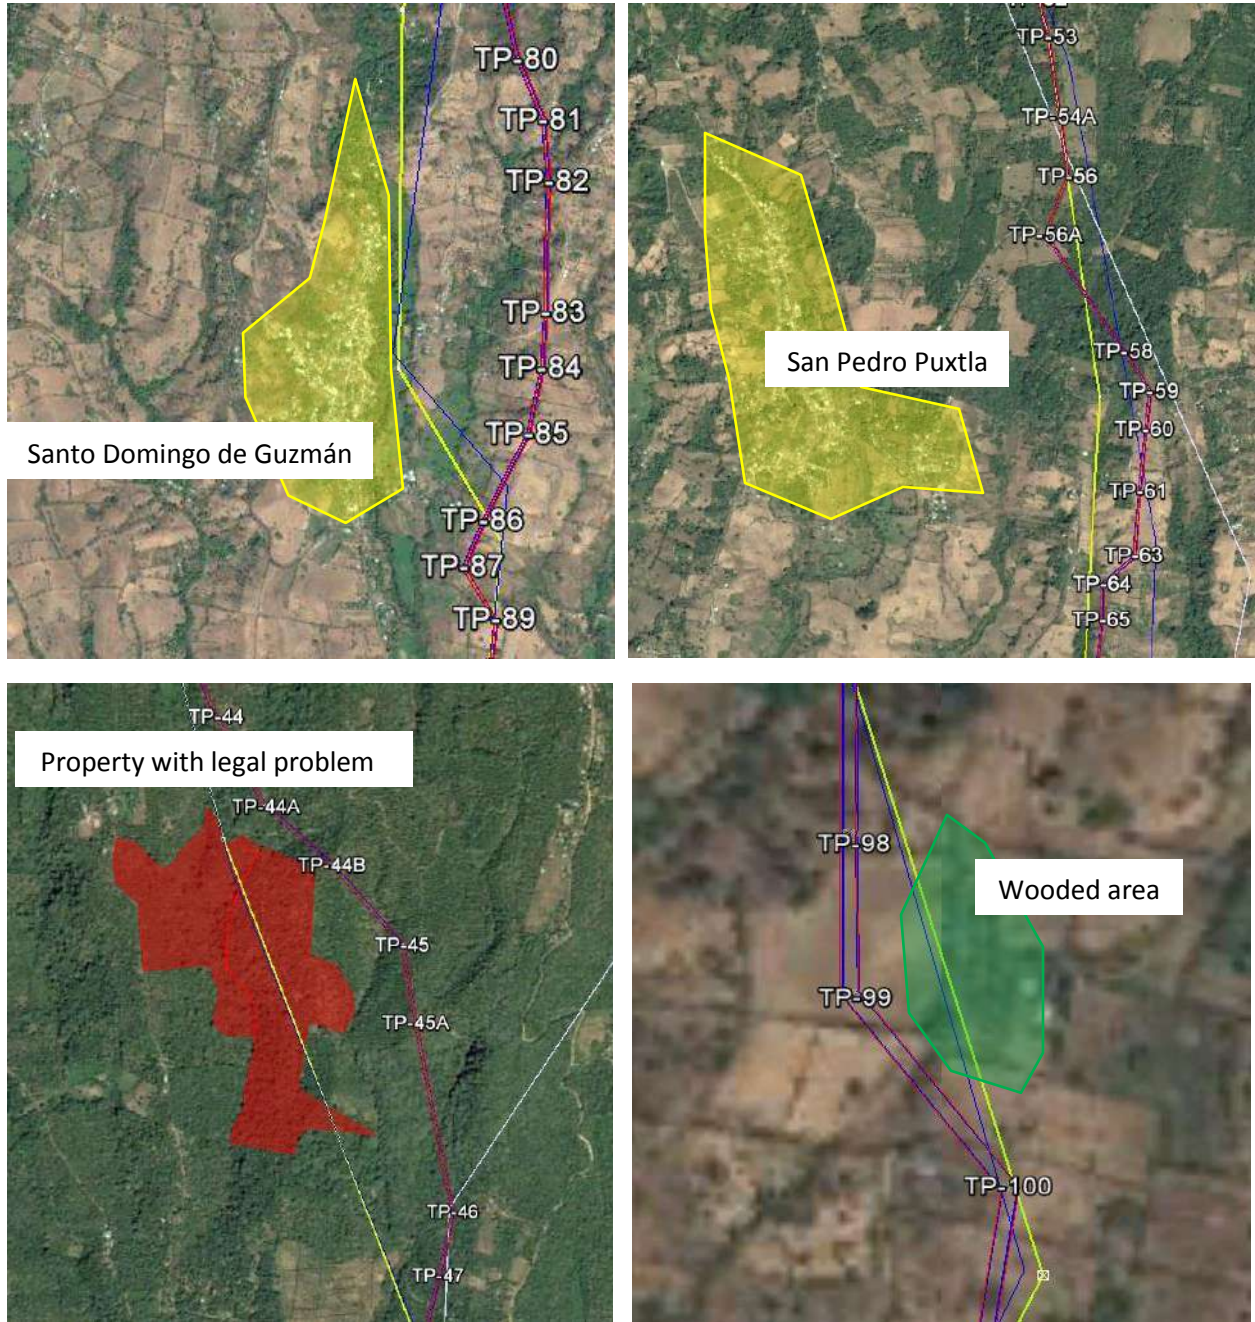 TP-80
TP-81
TP-82
TP-83
TP-84
TP-85
TP-86
TP-87
TP-89
Santo Domingo de Guzmán
TP-53
TP-54A
TP-56
TP-56A
TP-58
TP-59
TP-60
TP-61
TP-63
TP-64
TP-65
San Pedro Puxtla
TP-44
Property with legal problem
TP-44A
TP-44B
TP-45
TP-45A
TP-46
TP-47
TP-98
Wooded area
TP-99
TP-100